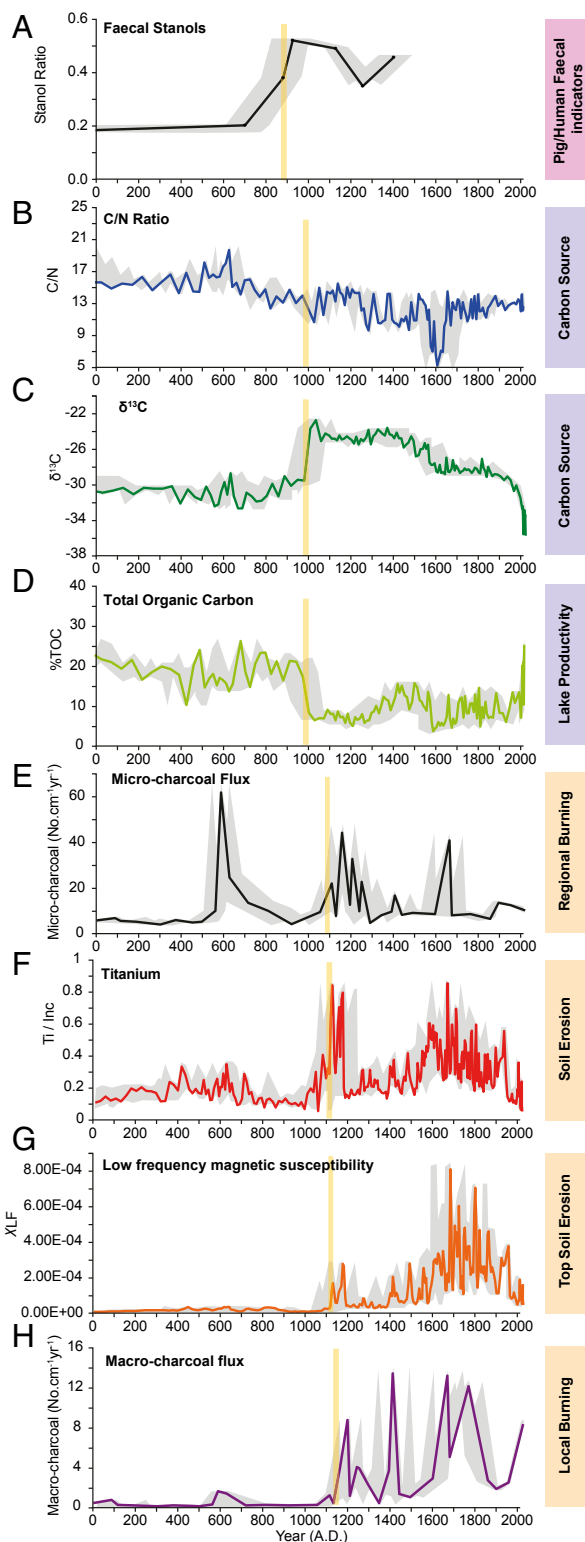 A
Faecal Stanols
Stanol Ratio
0.6
0.4
0.2
0.0
0 200 400 600 800 1000 1200 1400 1600 1800 2000
Pig/Human Faecal
indicators
B
C/N Ratio
C/N
25
21
17
13
9
5
0 200 400 600 800 1000 1200 1400 1600 1800 2000
Carbon Source
C
δ¹³C
δ¹³C
-22
-26
-30
-34
-38
0 200 400 600 800 1000 1200 1400 1600 1800 2000
Carbon Source
D
Total Organic Carbon
%TOC
40
30
20
10
0
0 200 400 600 800 1000 1200 1400 1600 1800 2000
Lake Productivity
E
Micro-charcoal Flux
Micro-charcoal (No.cm⁻¹yr¹)
60
40
20
0
0 200 400 600 800 1000 1200 1400 1600 1800 2000
Regional Burning
F
Titanium
Ti / Inc
1
0.8
0.6
0.4
0.2
0
0 200 400 600 800 1000 1200 1400 1600 1800 2000
Soil Erosion
G
Low frequency magnetic susceptibility
χLF
8.00E-04
6.00E-04
4.00E-04
2.00E-04
0.00E+00
0 200 400 600 800 1000 1200 1400 1600 1800 2000
Top Soil Erosion
H
Macro-charcoal flux
Macro-charcoal (No.cm⁻¹yr¹)
16
12
8
4
0
0 200 400 600 800 1000 1200 1400 1600 1800 2000
Year (A.D.)
Local Burning